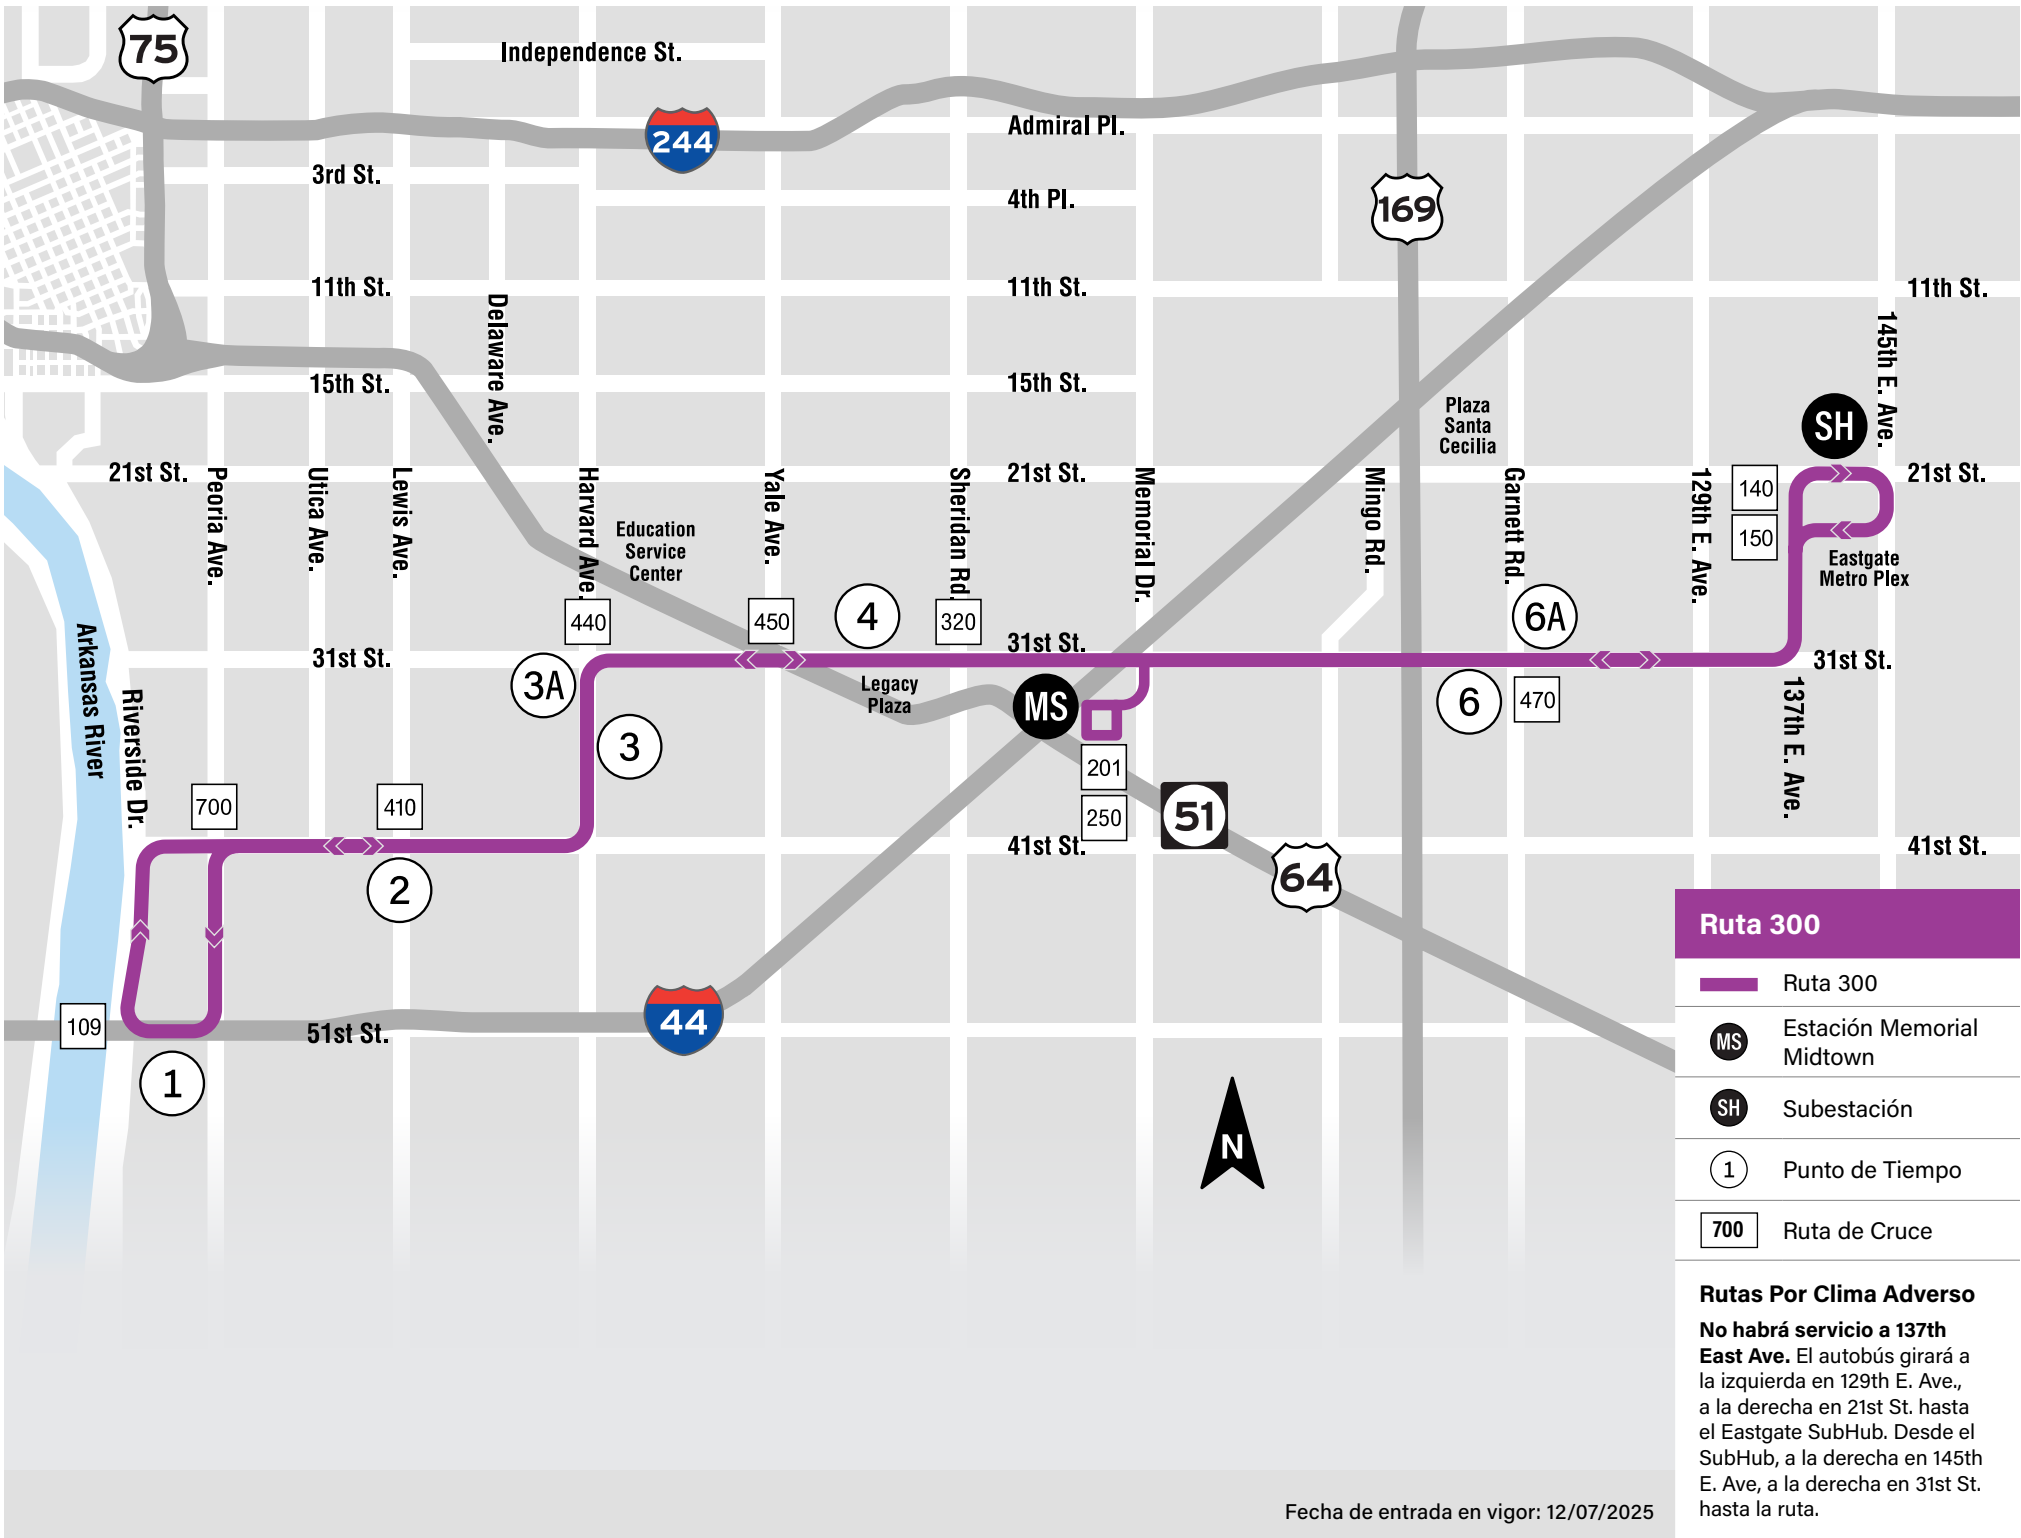 75
Independence St.
244
Admiral Pl.
3rd St.
4th Pl.
169
11th St.
11th St.
11th St.
Delaware Ave.
145th E. Ave.
15th St.
15th St.
Plaza
Santa
Cecilia
SH
21st St.
Peoria Ave.
Utica Ave.
Lewis Ave.
Harvard Ave.
Yale Ave.
Sheridan Rd.
21st St.
Memorial Dr.
Mingo Rd.
Garnett Rd.
129th E. Ave.
140
21st St.
150
Education
Service
Center
Eastgate
Metro Plex
440
450
4
320
6A
Arkansas River
31st St.
31st St.
31st St.
3A
Legacy
Plaza
MS
6
470
137th E. Ave.
Riverside Dr.
3
201
700
410
250
51
41st St.
41st St.
2
64
109
51st St.
44
1
N
Ruta 300
Ruta 300
MS
Estación Memorial
Midtown
SH
Subestación
1
Punto de Tiempo
700
Ruta de Cruce
Rutas Por Clima Adverso
No habrá servicio a 137th
East Ave. El autobús girará a
la izquierda en 129th E. Ave.,
a la derecha en 21st St. hasta
el Eastgate SubHub. Desde el
SubHub, a la derecha en 145th
E. Ave, a la derecha en 31st St.
hasta la ruta.
Fecha de entrada en vigor: 12/07/2025